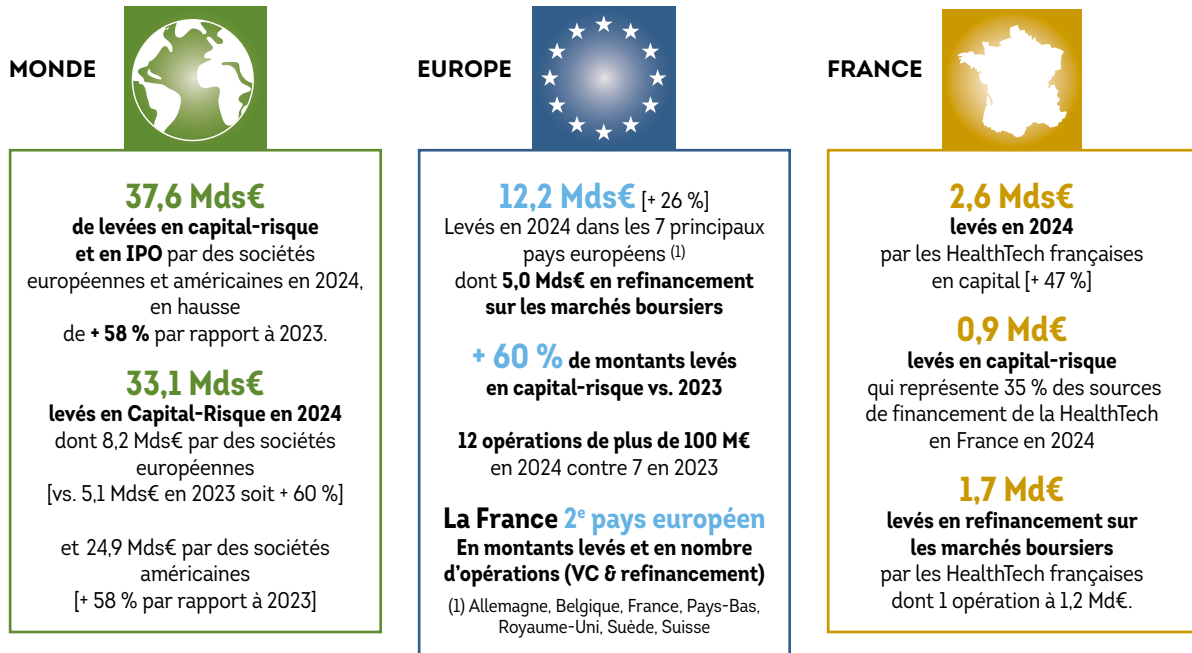 MONDE
37,6 Mds€
de levées en capital-risque
et en IPO par des sociétés
européennes et américaines en 2024,
en hausse
de + 58 % par rapport à 2023.
33,1 Mds€
levés en Capital-Risque en 2024
dont 8,2 Mds€ par des sociétés
européennes
[vs. 5,1 Mds€ en 2023 soit + 60 %]
et 24,9 Mds€ par des sociétés
américaines
[+ 58 % par rapport à 2023]
EUROPE
12,2 Mds€ [+ 26 %]
Levés en 2024 dans les 7 principaux
pays européens (1)
dont 5,0 Mds€ en refinancement
sur les marchés boursiers
+ 60 % de montants levés
en capital-risque vs. 2023
12 opérations de plus de 100 M€
en 2024 contre 7 en 2023
La France 2e pays européen
En montants levés et en nombre
d'opérations (VC & refinancement)
(1) Allemagne, Belgique, France, Pays-Bas,
Royaume-Uni, Suède, Suisse
FRANCE
2,6 Mds€
levés en 2024
par les HealthTech françaises
en capital [+ 47 %]
0,9 Md€
levés en capital-risque
qui représente 35 % des sources
de financement de la HealthTech
en France en 2024
1,7 Md€
levés en refinancement sur
les marchés boursiers
par les HealthTech françaises
dont 1 opération à 1,2 Md€.